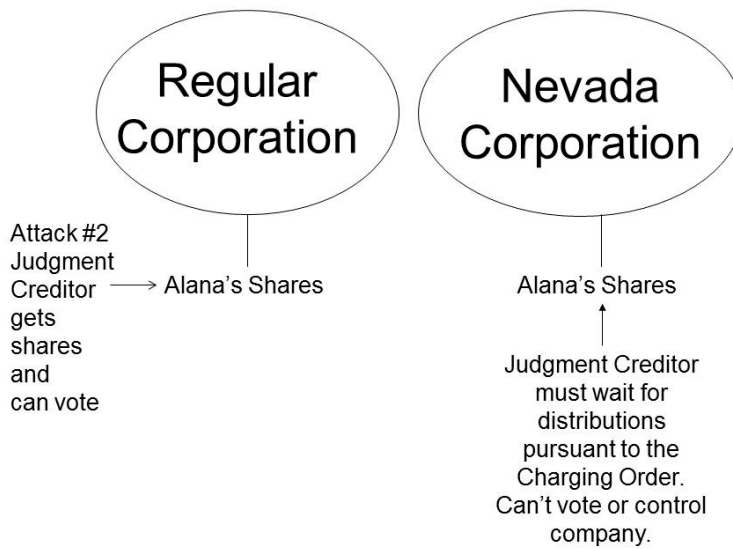 Regular
Corporation
Nevada
Corporation
Attack #2
Judgment
Creditor
gets
shares
and
can vote
Alana’s Shares
Alana’s Shares
Judgment Creditor
must wait for
distributions
pursuant to the
Charging Order.
Can’t vote or control
company.